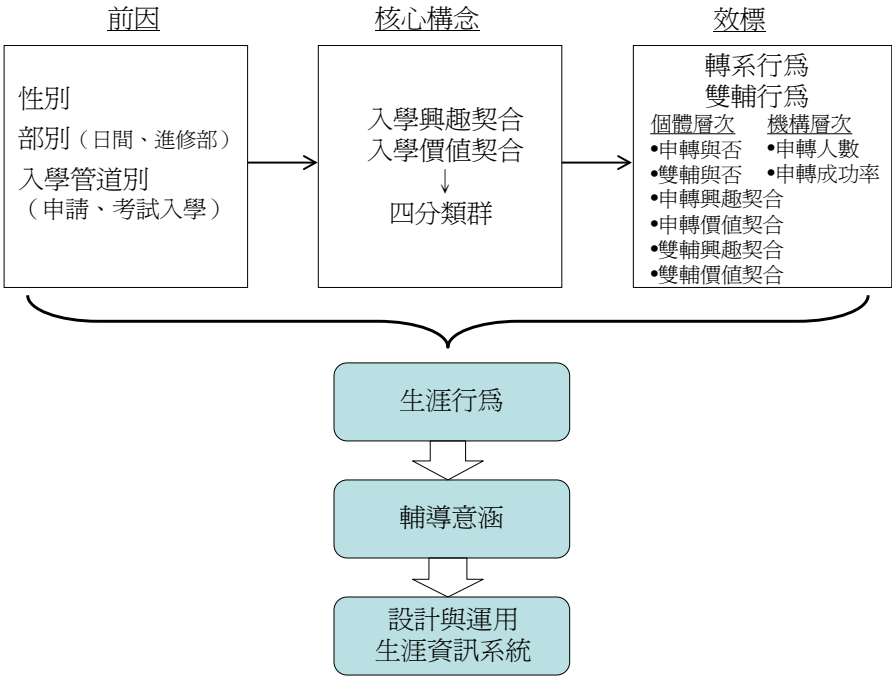 前因
核心構念
效標
性別
部別（日間、進修部）
入學管道別
（申請、考試入學）
入學興趣契合
入學價值契合
↓
四分類群
轉系行為
雙輔行為
個體層次
•申轉與否
•雙輔與否
•申轉興趣契合
•申轉價值契合
•雙輔興趣契合
•雙輔價值契合
機構層次
•申轉人數
•申轉成功率
生涯行為
輔導意涵
設計與運用
生涯資訊系統